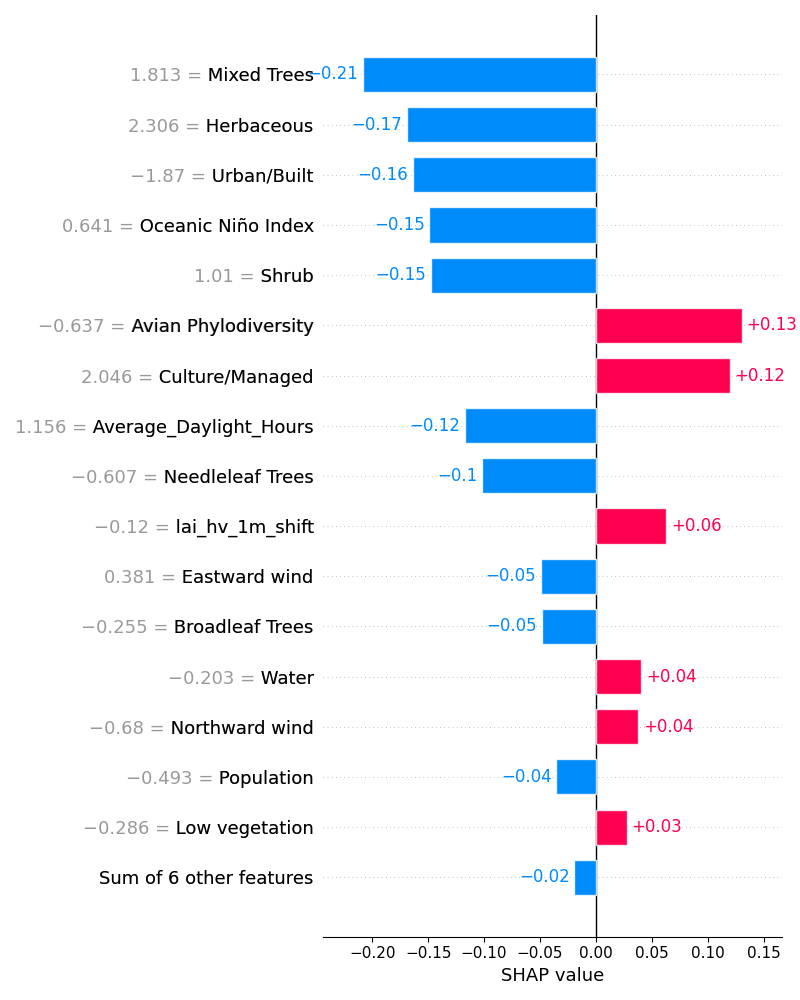 1.813 = Mixed Trees −0.21
2.306 = Herbaceous −0.17
−1.87 = Urban/Built −0.16
0.641 = Oceanic Niño Index −0.15
1.01 = Shrub −0.15
−0.637 = Avian Phylodiversity +0.13
2.046 = Culture/Managed +0.12
1.156 = Average_Daylight_Hours −0.12
−0.607 = Needleleaf Trees −0.1
−0.12 = lai_hv_1m_shift +0.06
0.381 = Eastward wind −0.05
−0.255 = Broadleaf Trees −0.05
−0.203 = Water +0.04
−0.68 = Northward wind +0.04
−0.493 = Population −0.04
−0.286 = Low vegetation +0.03
Sum of 6 other features −0.02
−0.20 −0.15 −0.10 −0.05 0.00 0.05 0.10 0.15
SHAP value